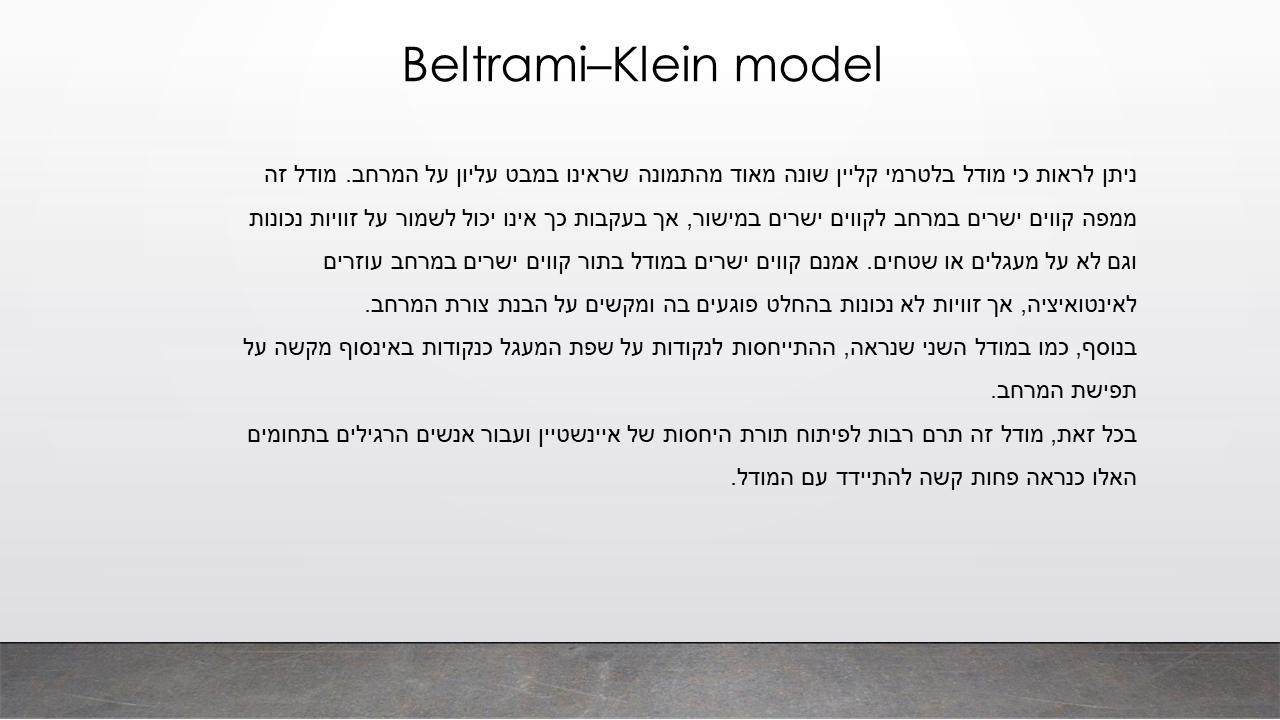 Beltrami–Klein model
ניתן לראות כי מודל בלטרמי קליין שונה מאוד מהתמונה שראינו במבט עליון על המרחב. מודל זה
ממפה קווים ישרים במרחב לקווים ישרים במישור, אך בעקבות כך אינו יכול לשמור על זוויות נכונות
וגם לא על מעגלים או שטחים. אמנם קווים ישרים במודל בתור קווים ישרים במרחב עוזרים
לאינטואיציה, אך זוויות לא נכונות בהחלט פוגעים בה ומקשים על הבנת צורת המרחב.
בנוסף, כמו במודל השני שנראה, ההתייחסות לנקודות על שפת המעגל כנקודות באינסוף מקשה על
תפישת המרחב.
בכל זאת, מודל זה תרם רבות לפיתוח תורת היחסות של איינשטיין ועבור אנשים הרגילים בתחומים
האלו כנראה פחות קשה להתיידד עם המודל.